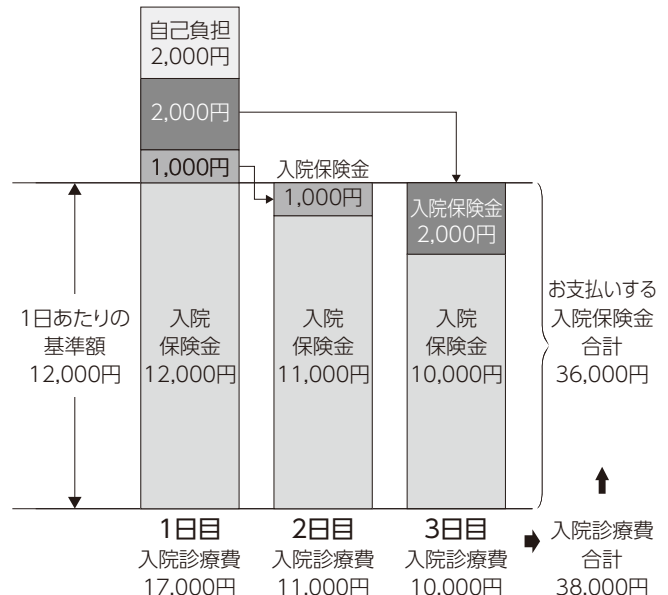 自己負担
2,000円
2,000円
1,000円
入院保険金
1,000円
入院保険金
2,000円
1日あたりの
基準額
12,000円
入院
保険金
12,000円
入院
保険金
11,000円
入院
保険金
10,000円
お支払いする
入院保険金
合計
36,000円
1日目
入院診療費
17,000円
2日目
入院診療費
11,000円
3日目
入院診療費
10,000円
入院診療費
合計
38,000円